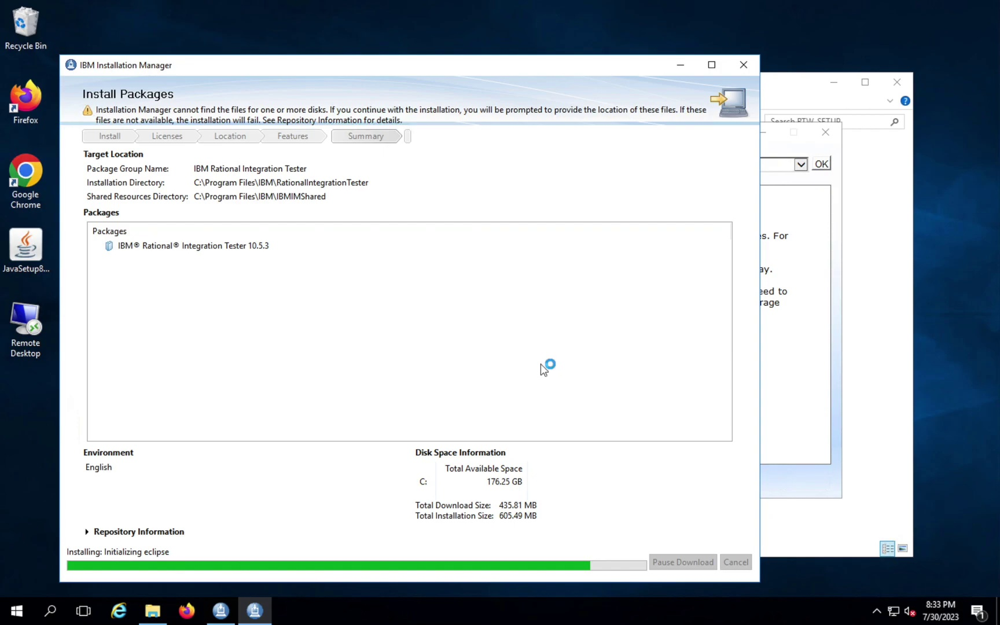 Recycle Bin
Firefox
Google
Chrome
JavaSetup8...
Remote
Desktop
IBM Installation Manager
Install Packages
Installation Manager cannot find the files for one or more disks. If you continue with the installation, you will be prompted to provide the location of these files. If these
files are not available, the installation will fail. See Repository Information for details.
Install
Licenses
Location
Features
Summary
Target Location
Package Group Name: IBM Rational Integration Tester
Installation Directory: C:\Program Files\IBM\RationalIntegrationTester
Shared Resources Directory: C:\Program Files\IBM\IBMIMShared
Packages
Packages
IBM® Rational® Integration Tester 10.5.3
Environment
English
Disk Space Information
Total Available Space
C: 176.25 GB
Total Download Size: 435.81 MB
Total Installation Size: 605.49 MB
Repository Information
Installing: Initializing eclipse
Pause Download
Cancel
Search RTW_SETUP
OK
s. For
ay.
eed to
rage
8:33 PM
7/30/2023
1